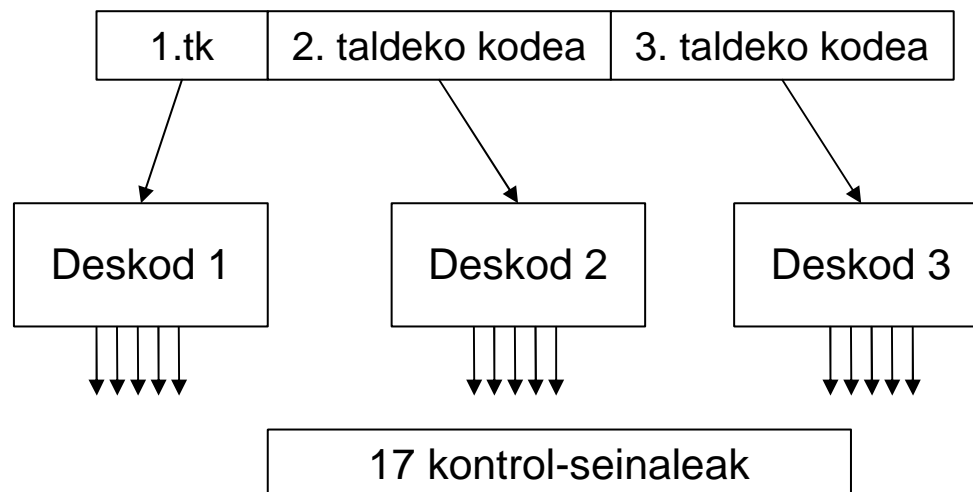 1.tk 2. taldeko kodea 3. taldeko kodea
Deskod 1 Deskod 2 Deskod 3
17 kontrol-seinaleak